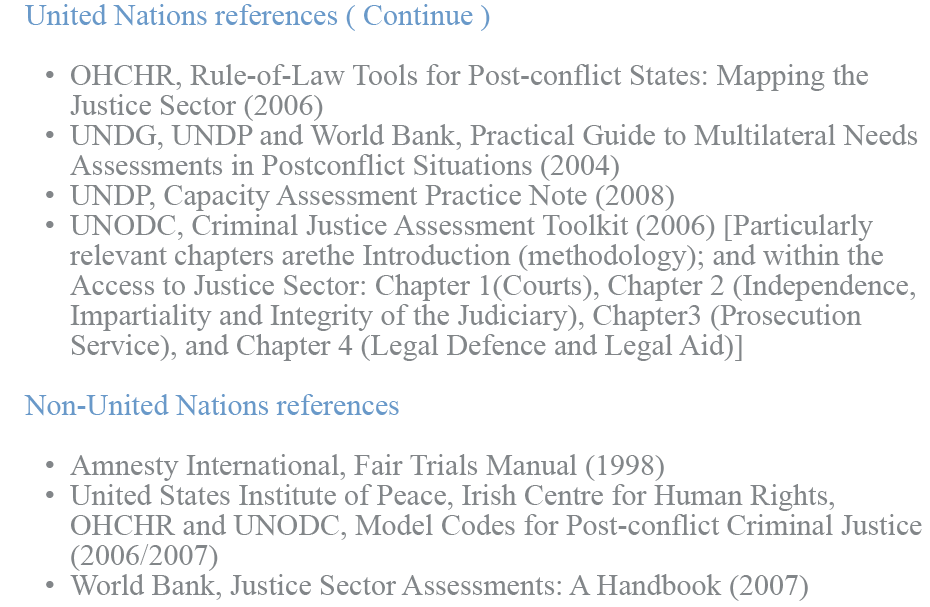 United Nations references ( Continue )
• OHCHR, Rule-of-Law Tools for Post-conflict States: Mapping the
Justice Sector (2006)
• UNDG, UNDP and World Bank, Practical Guide to Multilateral Needs
Assessments in Postconflict Situations (2004)
• UNDP, Capacity Assessment Practice Note (2008)
• UNODC, Criminal Justice Assessment Toolkit (2006) [Particularly
relevant chapters arethe Introduction (methodology); and within the
Access to Justice Sector: Chapter 1(Courts), Chapter 2 (Independence,
Impartiality and Integrity of the Judiciary), Chapter3 (Prosecution
Service), and Chapter 4 (Legal Defence and Legal Aid)]
Non-United Nations references
• Amnesty International, Fair Trials Manual (1998)
• United States Institute of Peace, Irish Centre for Human Rights,
OHCHR and UNODC, Model Codes for Post-conflict Criminal Justice
(2006/2007)
• World Bank, Justice Sector Assessments: A Handbook (2007)